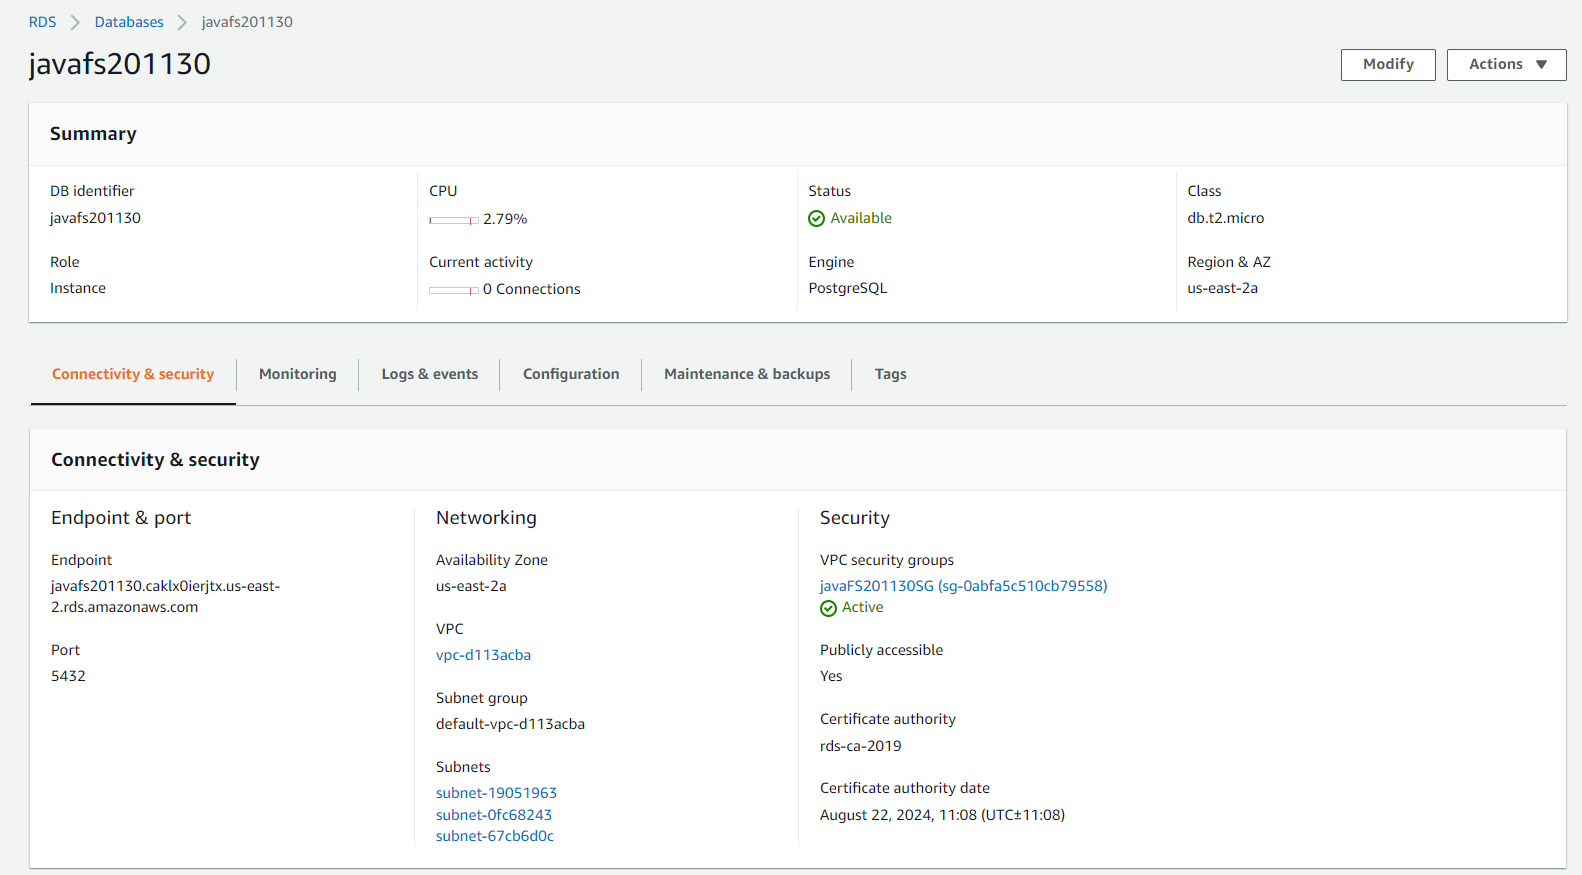 RDS
Databases
javafs201130
javafs201130
Modify
Actions
Summary
DB identifier
javafs201130
CPU
2.79%
Status
Available
Class
db.t2.micro
Role
Instance
Current activity
0 Connections
Engine
PostgreSQL
Region & AZ
us-east-2a
Connectivity & security
Monitoring
Logs & events
Configuration
Maintenance & backups
Tags
Connectivity & security
Endpoint & port
Endpoint
javafs201130.caklx0ierjtx.us-east-
2.rds.amazonaws.com
Port
5432
Networking
Availability Zone
us-east-2a
VPC
vpc-d113acba
Subnet group
default-vpc-d113acba
Subnets
subnet-19051963
subnet-0fc68243
subnet-67cb6d0c
Security
VPC security groups
javaFS201130SG (sg-0abfa5c510cb79558)
Active
Publicly accessible
Yes
Certificate authority
rds-ca-2019
Certificate authority date
August 22, 2024, 11:08 (UTC±11:08)